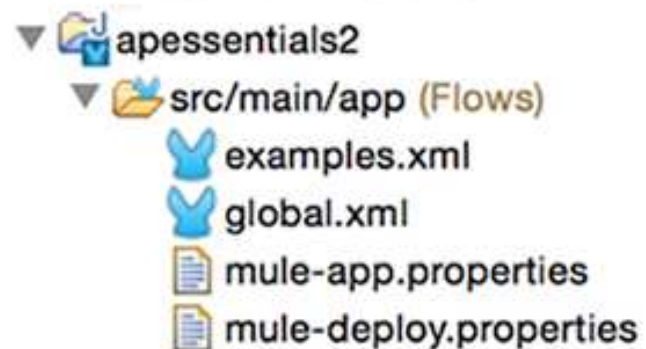 apessentials2
src/main/app (Flows)
examples.xml
global.xml
mule-app.properties
mule-deploy.properties